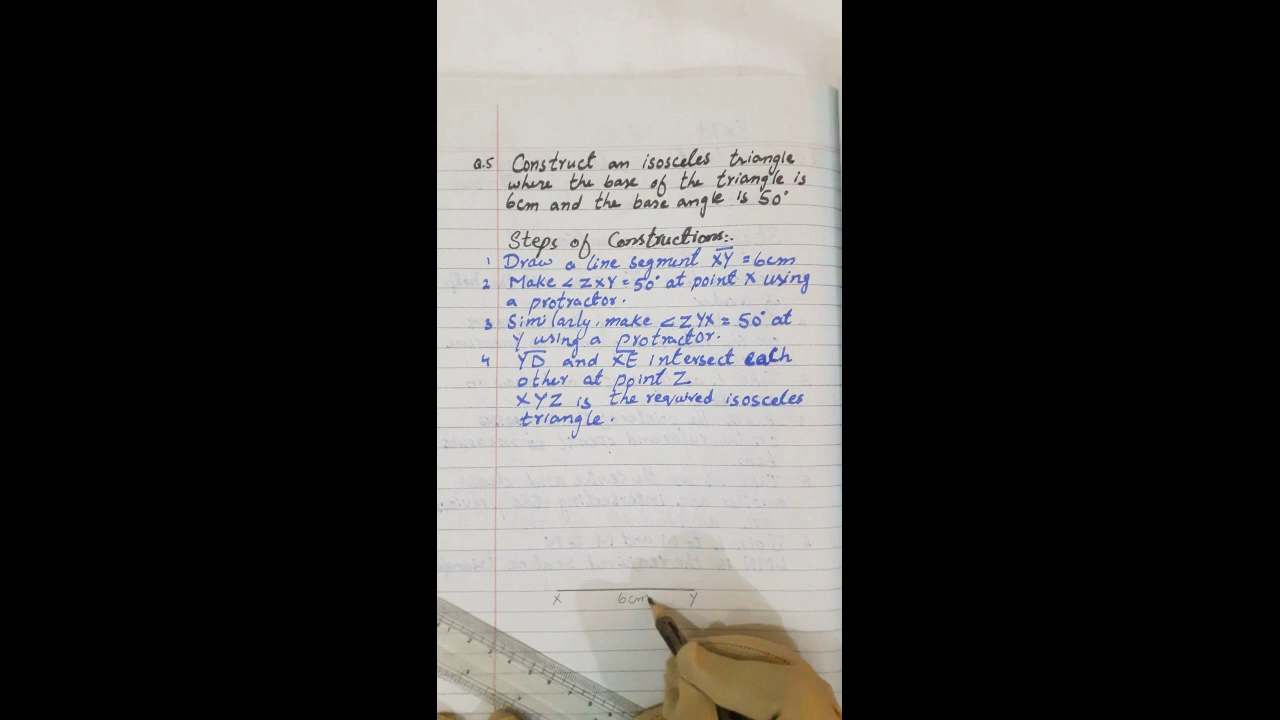 Q.5 Construct an isosceles triangle
where the base of the triangle is
6cm and the base angle is 50°
Steps of Constructions:.
1 Draw a line segment X̅Y̅ = 6cm
2 Make ∠ZXY = 50° at point X using
a protractor.
3 Similarly, make ∠ZYX = 50° at
Y using a protractor.
4 Y̅D̅ and X̅E̅ intersect each
other at point Z
XYZ is the required isosceles
triangle.
X 6cm Y